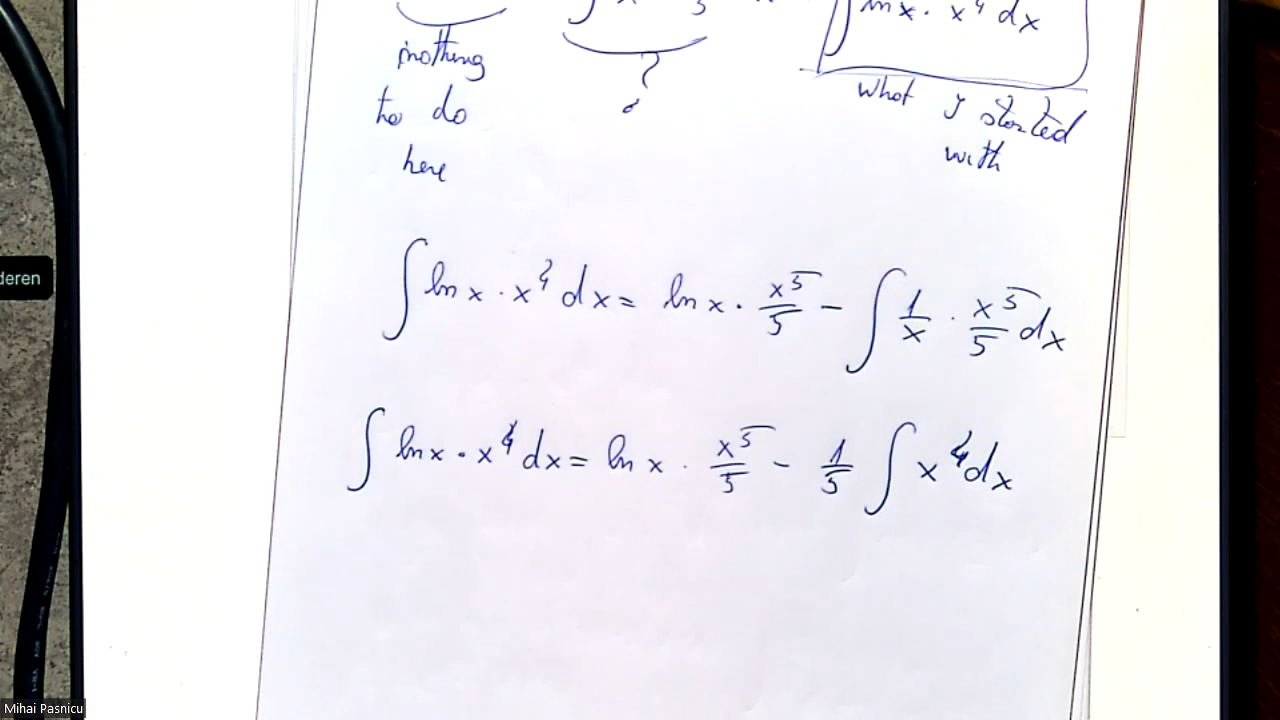 ln x · x⁴ dx
nothing
to do
here
?
what I started
with
∫ ln x · x⁴ dx = ln x · x⁵/5 − ∫ 1/x · x⁵/5 dx
∫ ln x · x⁴ dx = ln x · x⁵/5 − 1/5 ∫ x⁴ dx
deren
Mihai Pasnicu